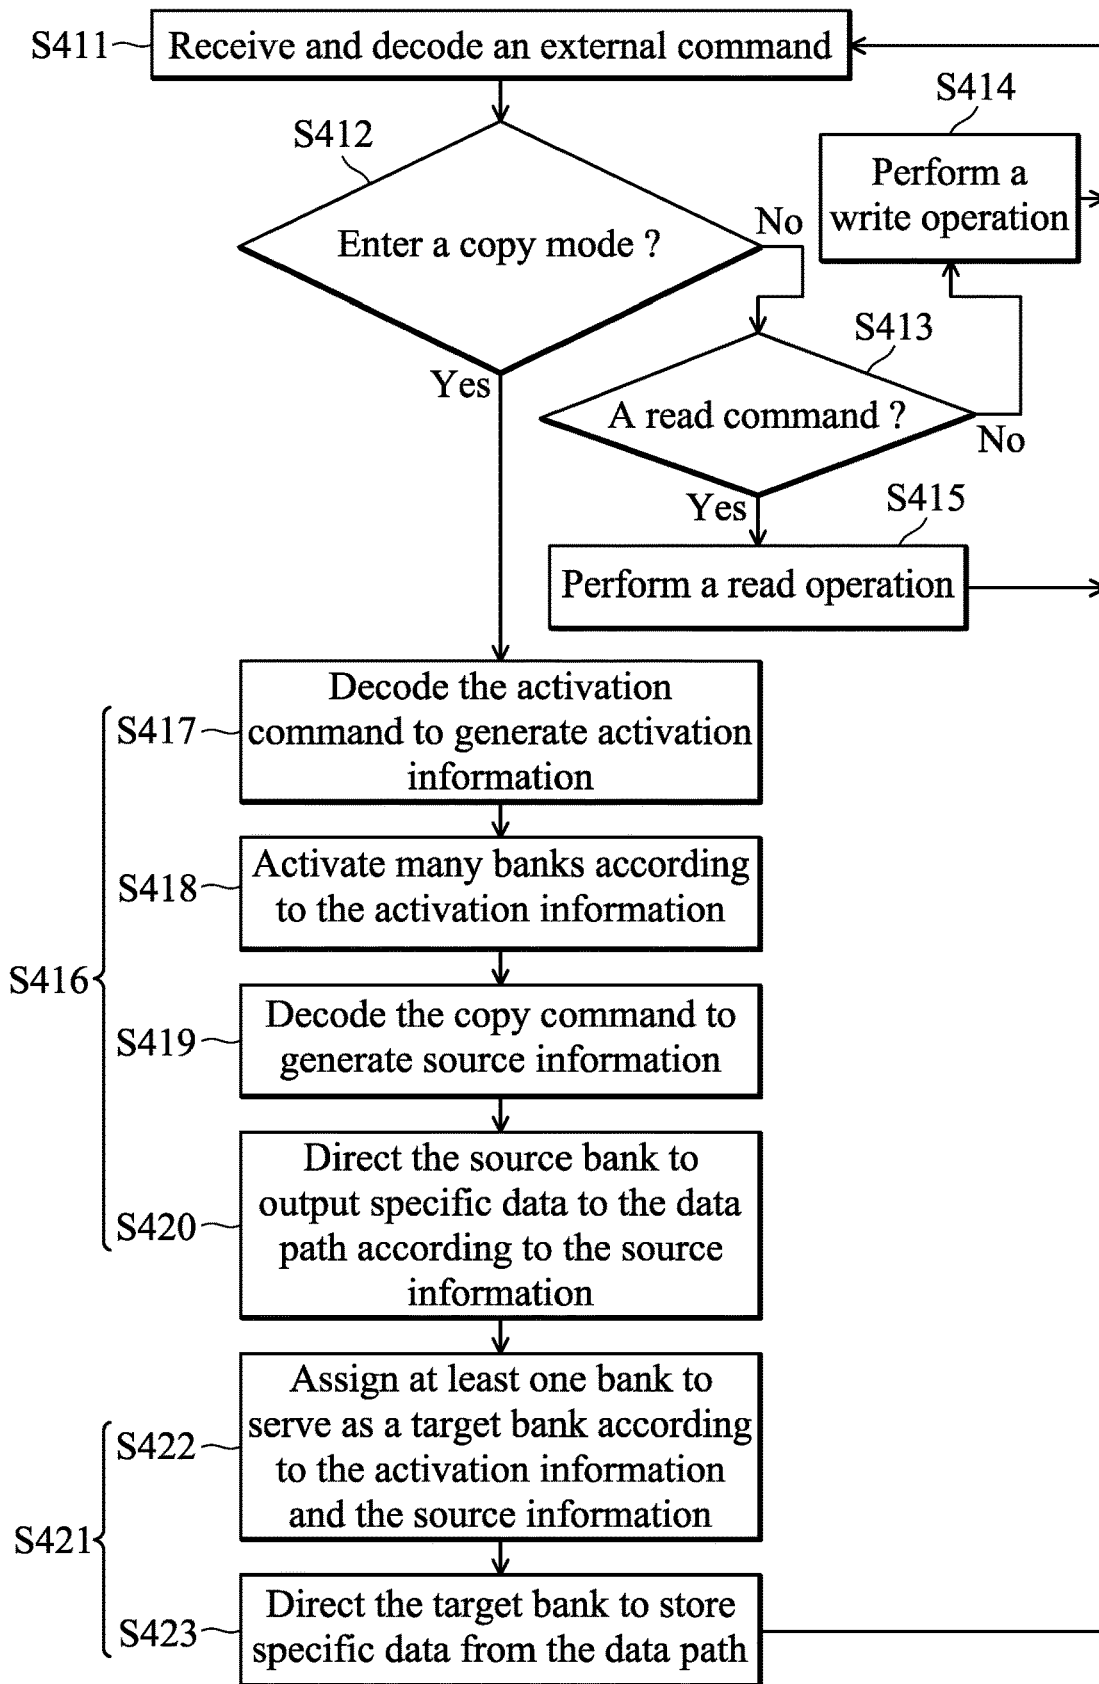 S411
Receive and decode an external command
S412
Enter a copy mode ?
No
Yes
S414
Perform a
write operation
S413
A read command ?
No
Yes
S415
Perform a read operation
S416
S417
Decode the activation
command to generate activation
information
S418
Activate many banks according
to the activation information
S419
Decode the copy command to
generate source information
S420
Direct the source bank to
output specific data to the data
path according to the source
information
S421
S422
Assign at least one bank to
serve as a target bank according
to the activation information
and the source information
S423
Direct the target bank to store
specific data from the data path